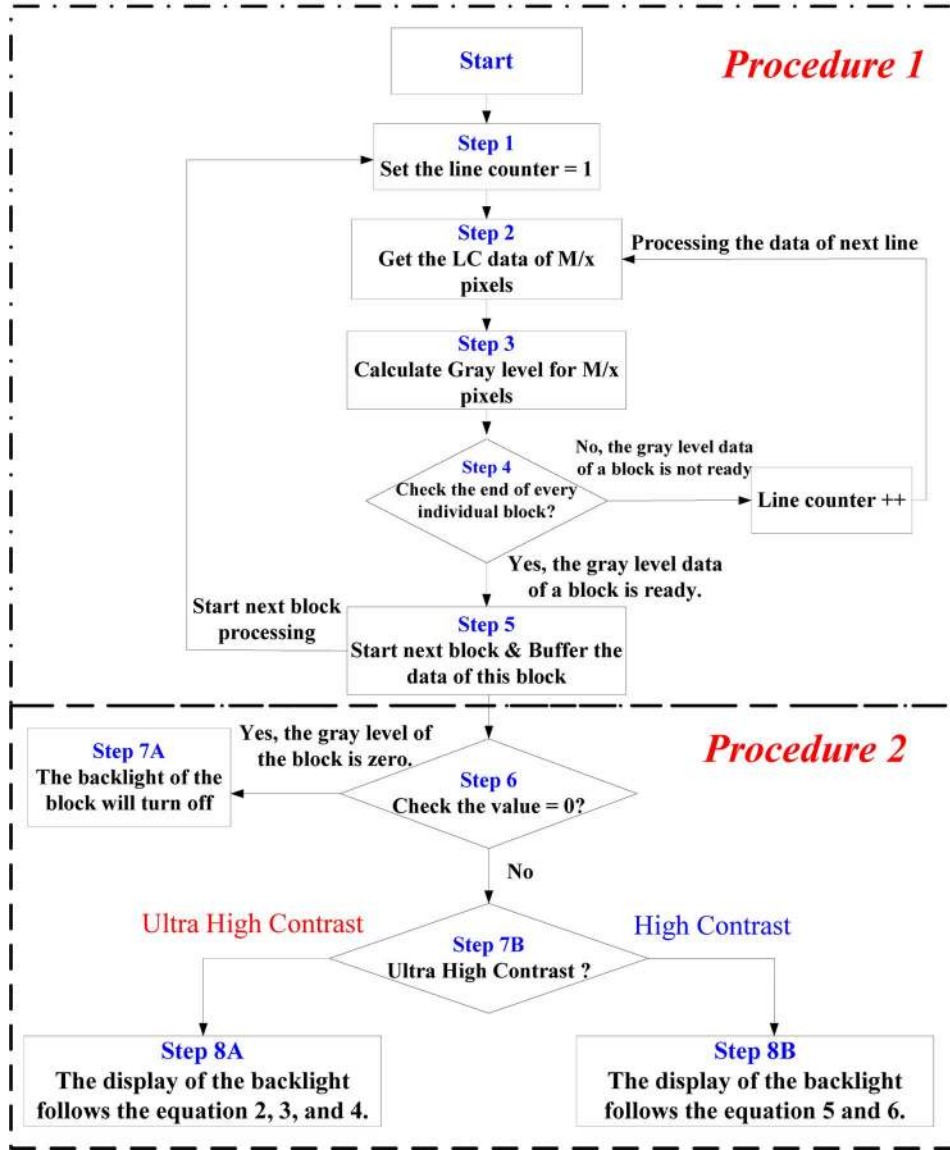 Start
Procedure 1
Step 1
Set the line counter = 1
Step 2
Get the LC data of M/x
pixels
Processing the data of next line
Step 3
Calculate Gray level for M/x
pixels
Step 4
Check the end of every
individual block?
No, the gray level data
of a block is not ready
Line counter ++
Yes, the gray level data
of a block is ready.
Start next block
processing
Step 5
Start next block & Buffer the
data of this block
Procedure 2
Yes, the gray level of
the block is zero.
Step 7A
The backlight of the
block will turn off
Step 6
Check the value = 0?
No
Ultra High Contrast
High Contrast
Step 7B
Ultra High Contrast ?
Step 8A
The display of the backlight
follows the equation 2, 3, and 4.
Step 8B
The display of the backlight
follows the equation 5 and 6.